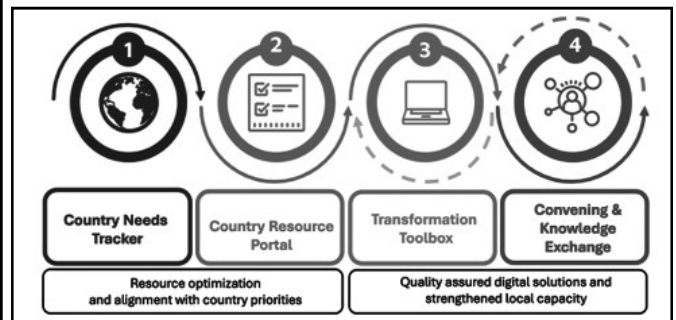 1
2
3
4
Country Needs
Tracker
Country Resource
Portal
Transformation
Toolbox
Convening &
Knowledge
Exchange
Resource optimization
and alignment with country priorities
Quality assured digital solutions and
strengthened local capacity